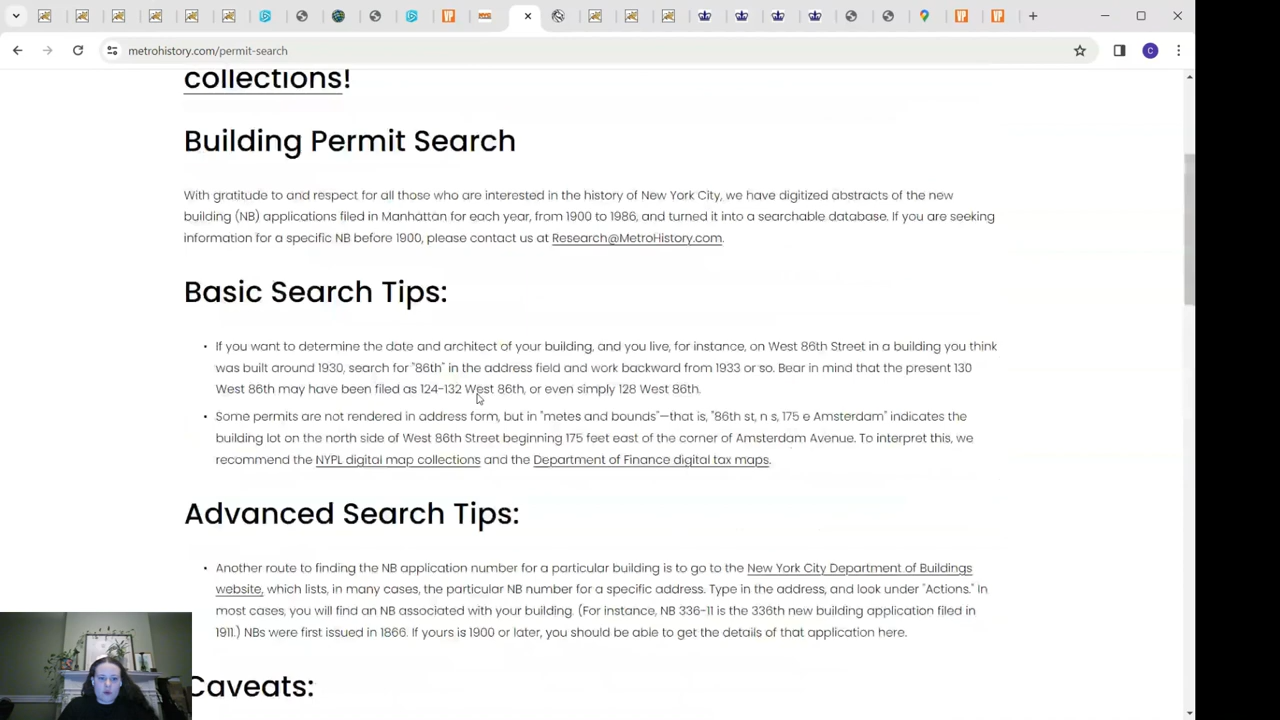 metrohistory.com/permit-search
C
collections!
Building Permit Search
With gratitude to and respect for all those who are interested in the history of New York City, we have digitized abstracts of the new
building (NB) applications filed in Manhattan for each year, from 1900 to 1986, and turned it into a searchable database. If you are seeking
information for a specific NB before 1900, please contact us at Research@MetroHistory.com.
Basic Search Tips:
• If you want to determine the date and architect of your building, and you live, for instance, on West 86th Street in a building you think
was built around 1930, search for "86th" in the address field and work backward from 1933 or so. Bear in mind that the present 130
West 86th may have been filed as 124-132 West 86th, or even simply 128 West 86th.
• Some permits are not rendered in address form, but in "metes and bounds"—that is, "86th st, n s, 175 e Amsterdam" indicates the
building lot on the north side of West 86th Street beginning 175 feet east of the corner of Amsterdam Avenue. To interpret this, we
recommend the NYPL digital map collections and the Department of Finance digital tax maps.
Advanced Search Tips:
• Another route to finding the NB application number for a particular building is to go to the New York City Department of Buildings
website, which lists, in many cases, the particular NB number for a specific address. Type in the address, and look under "Actions." In
most cases, you will find an NB associated with your building. (For instance, NB 336-11 is the 336th new building application filed in
1911.) NBs were first issued in 1866. If yours is 1900 or later, you should be able to get the details of that application here.
Caveats: